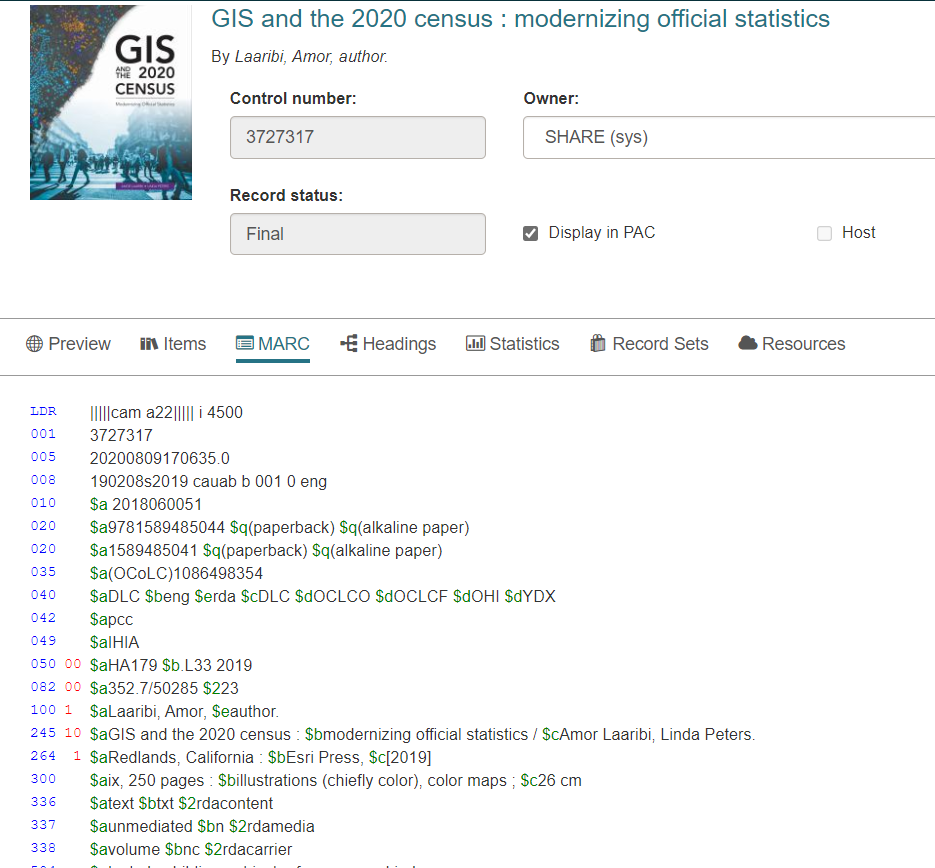 GIS and the 2020 census : modernizing official statistics
By Laaribi, Amor, author.
GIS
AND THE 2020
CENSUS
Modernizing Official Statistics
Control number:
Owner:
3727317
SHARE (sys)
Record status:
Final
Display in PAC
Host
Preview Items MARC Headings Statistics Record Sets Resources
LDR |||||cam a22||||| i 4500
001 3727317
005 20200809170635.0
008 190208s2019 cauab b 001 0 eng
010 $a 2018060051
020 $a9781589485044 $q(paperback) $q(alkaline paper)
020 $a1589485041 $q(paperback) $q(alkaline paper)
035 $a(OCoLC)1086498354
040 $aDLC $beng $erda $cDLC $dOCLCO $dOCLCF $dOHI $dYDX
042 $apcc
049 $aIHIA
050 00 $aHA179 $b.L33 2019
082 00 $a352.7/50285 $223
100 1 $aLaaribi, Amor, $eauthor.
245 10 $aGIS and the 2020 census : $bmodernizing official statistics / $cAmor Laaribi, Linda Peters.
264 1 $aRedlands, California : $bEsri Press, $c[2019]
300 $aix, 250 pages : $billustrations (chiefly color), color maps ; $c26 cm
336 $atext $btxt $2rdacontent
337 $aunmediated $bn $2rdamedia
338 $avolume $bnc $2rdacarrier